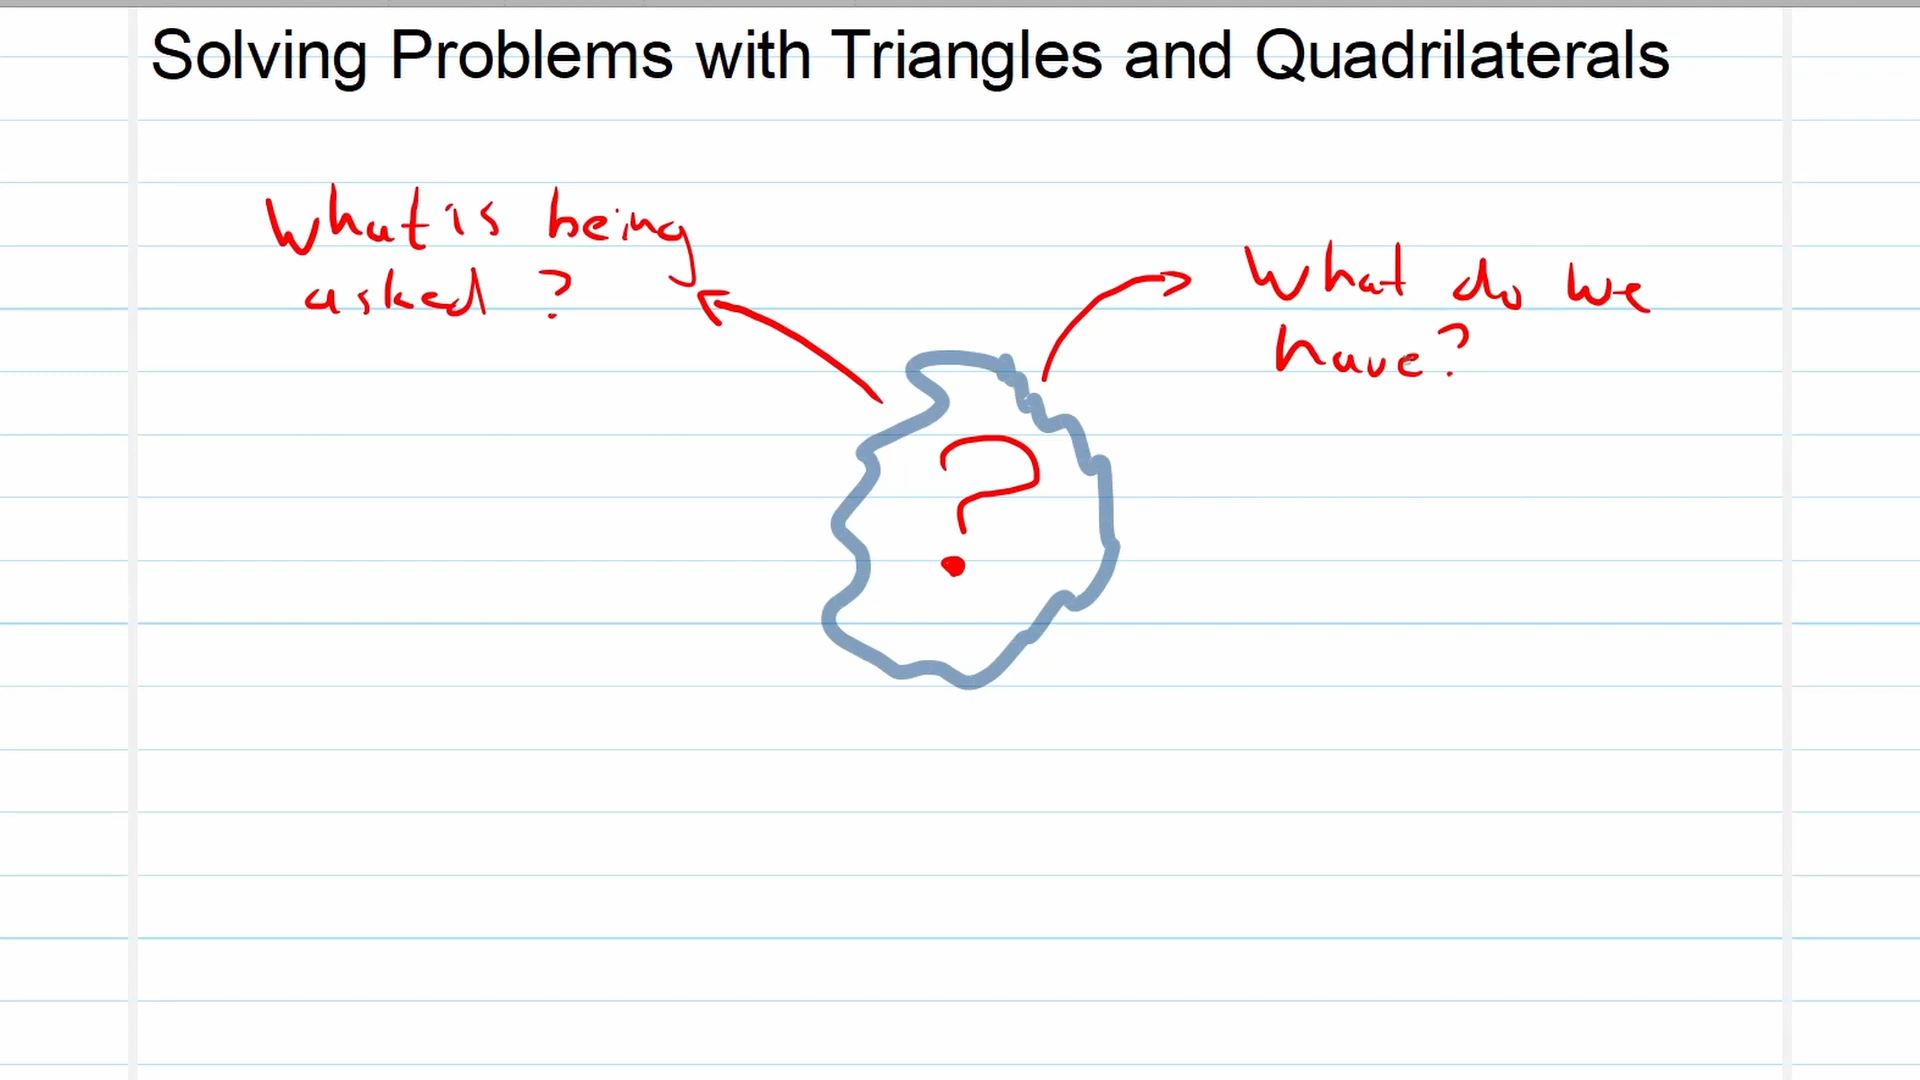 Solving Problems with Triangles and Quadrilaterals
What is being
asked ?
What do we
have?
?